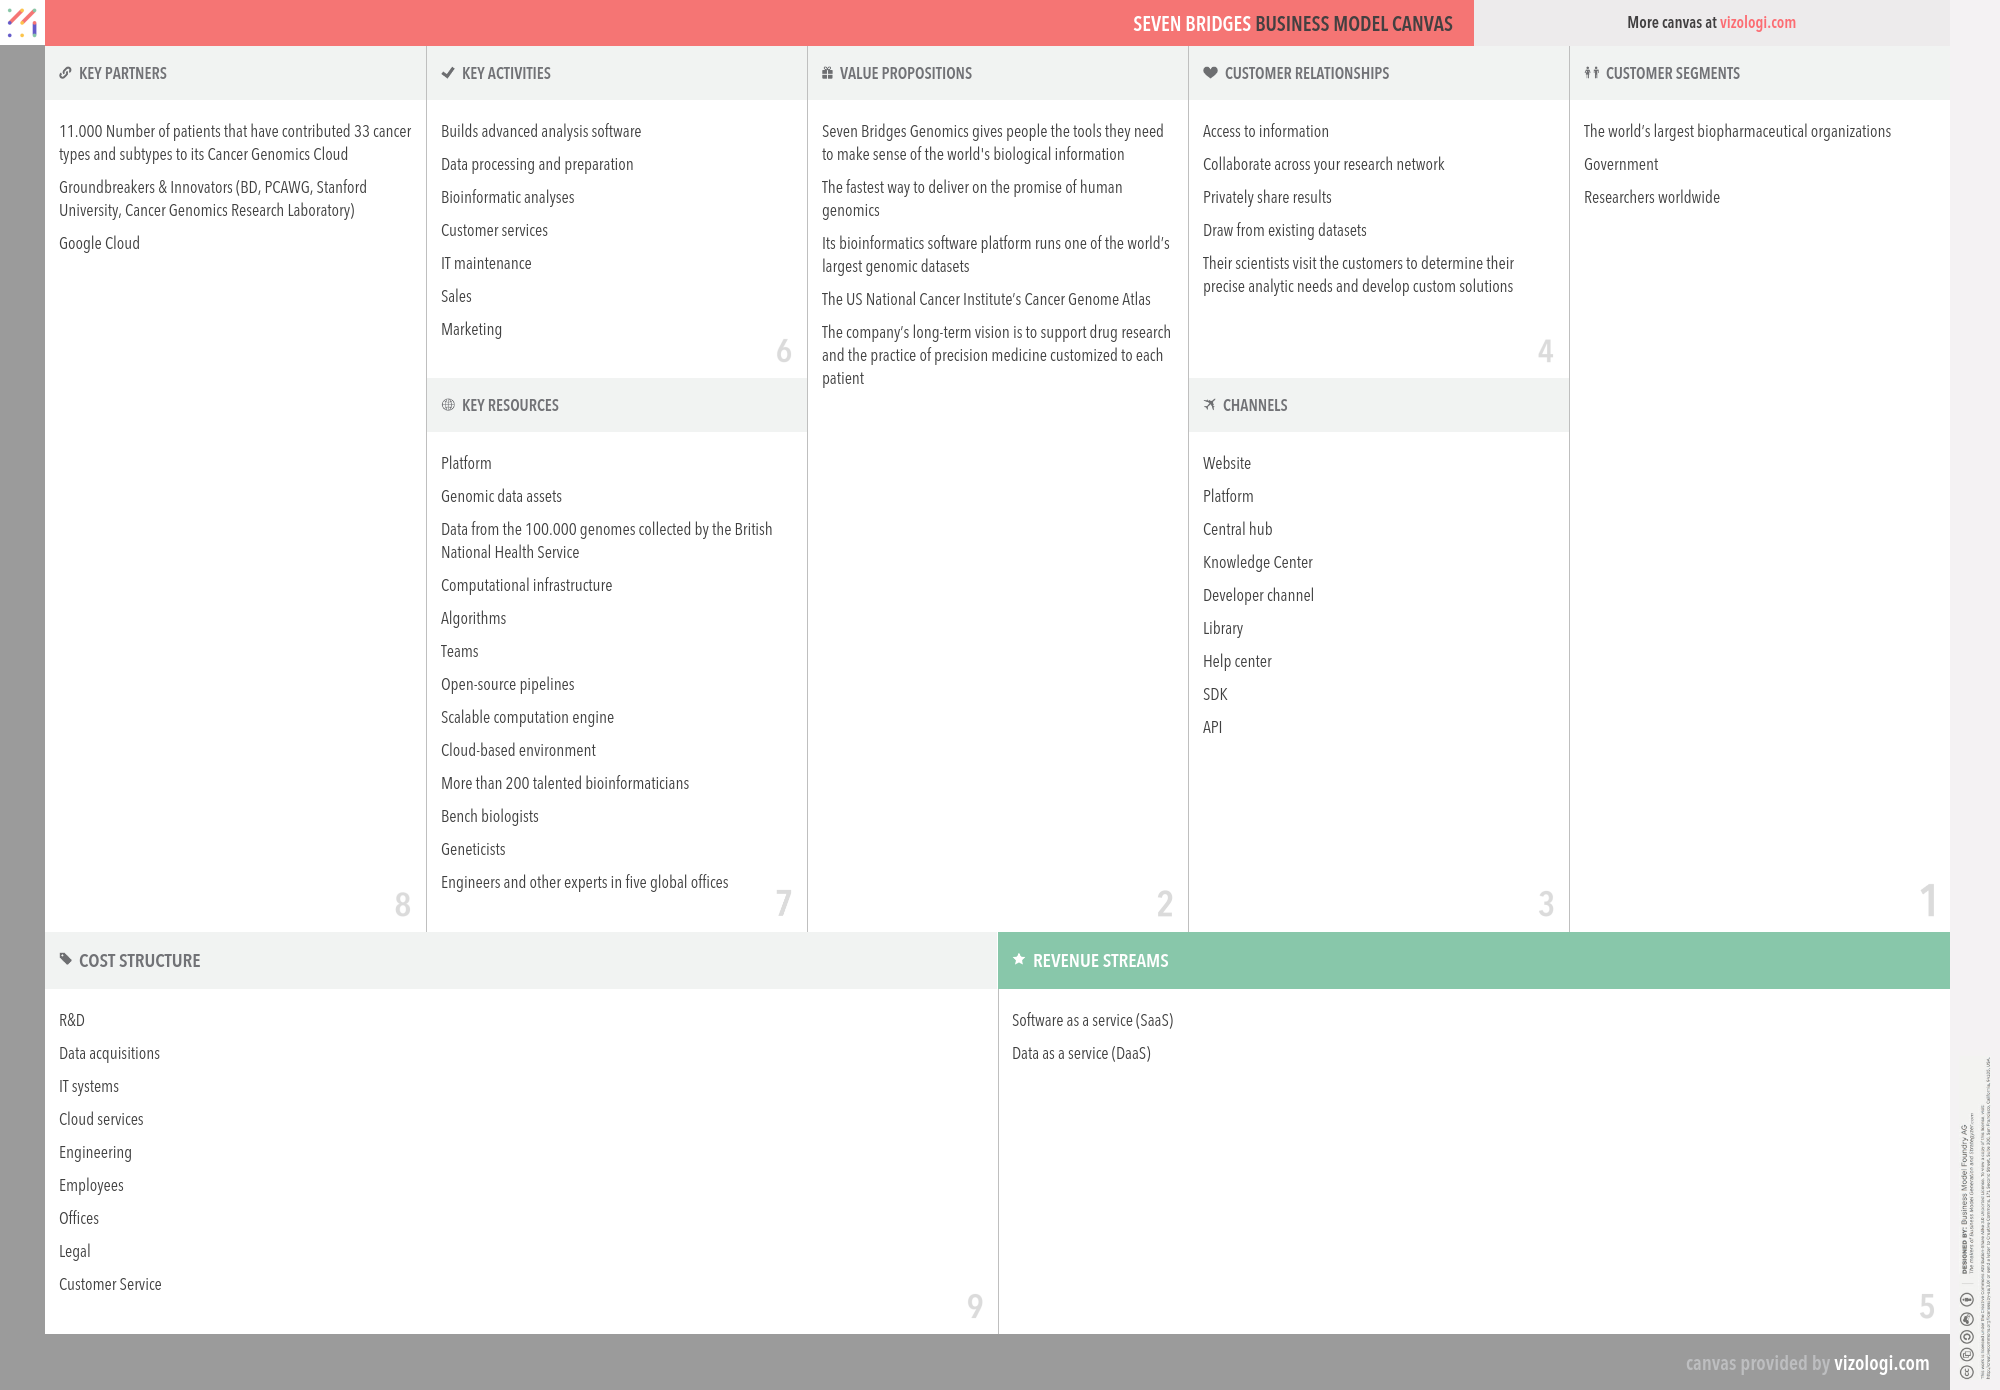 SEVEN BRIDGES BUSINESS MODEL CANVAS
More canvas at vizologi.com
KEY PARTNERS
11.000 Number of patients that have contributed 33 cancer
types and subtypes to its Cancer Genomics Cloud
Groundbreakers & Innovators (BD, PCAWG, Stanford
University, Cancer Genomics Research Laboratory)
Google Cloud
8
KEY ACTIVITIES
Builds advanced analysis software
Data processing and preparation
Bioinformatic analyses
Customer services
IT maintenance
Sales
Marketing
6
KEY RESOURCES
Platform
Genomic data assets
Data from the 100.000 genomes collected by the British
National Health Service
Computational infrastructure
Algorithms
Teams
Open-source pipelines
Scalable computation engine
Cloud-based environment
More than 200 talented bioinformaticians
Bench biologists
Geneticists
Engineers and other experts in five global offices
7
VALUE PROPOSITIONS
Seven Bridges Genomics gives people the tools they need
to make sense of the world's biological information
The fastest way to deliver on the promise of human
genomics
Its bioinformatics software platform runs one of the world’s
largest genomic datasets
The US National Cancer Institute’s Cancer Genome Atlas
The company’s long-term vision is to support drug research
and the practice of precision medicine customized to each
patient
2
CUSTOMER RELATIONSHIPS
Access to information
Collaborate across your research network
Privately share results
Draw from existing datasets
Their scientists visit the customers to determine their
precise analytic needs and develop custom solutions
4
CHANNELS
Website
Platform
Central hub
Knowledge Center
Developer channel
Library
Help center
SDK
API
3
CUSTOMER SEGMENTS
The world’s largest biopharmaceutical organizations
Government
Researchers worldwide
1
COST STRUCTURE
R&D
Data acquisitions
IT systems
Cloud services
Engineering
Employees
Offices
Legal
Customer Service
9
REVENUE STREAMS
Software as a service (SaaS)
Data as a service (DaaS)
5
DESIGNED BY: Business Model Foundry AG
The makers of Business Model Generation and Strategyzer.com
canvas provided by vizologi.com